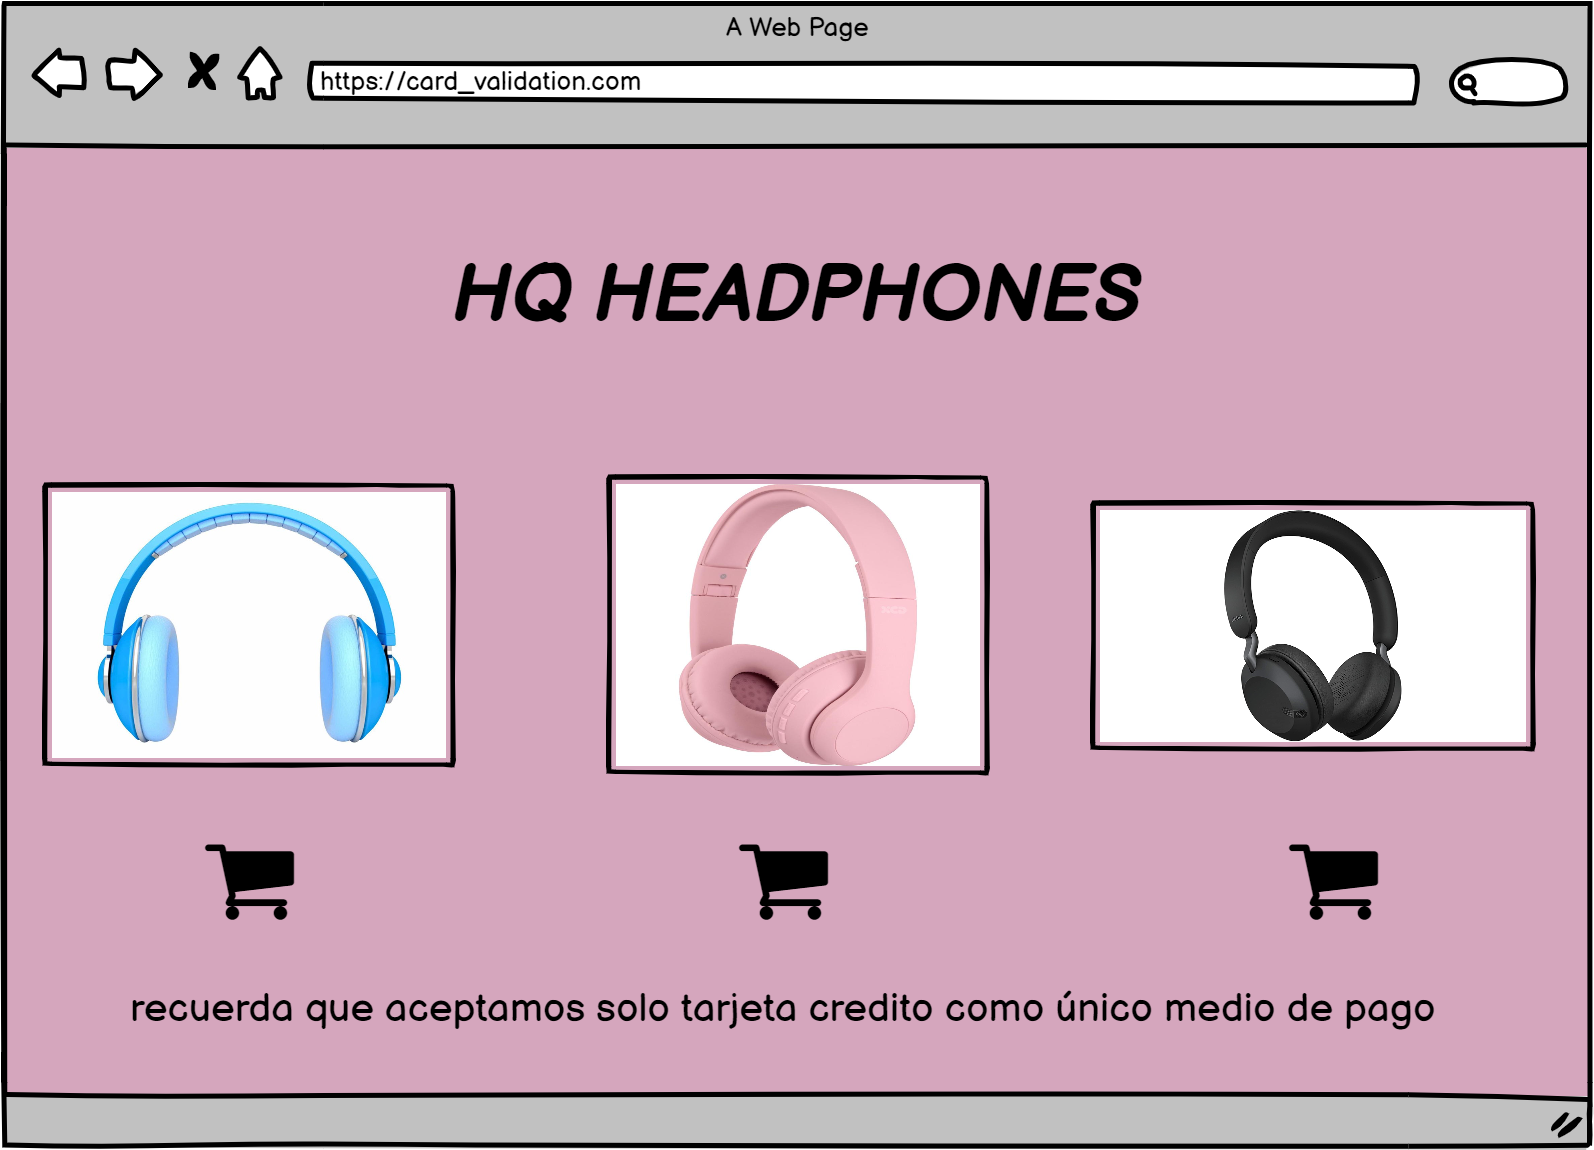 A Web Page
https://card_validation.com
HQ HEADPHONES
recuerda que aceptamos solo tarjeta credito como único medio de pago